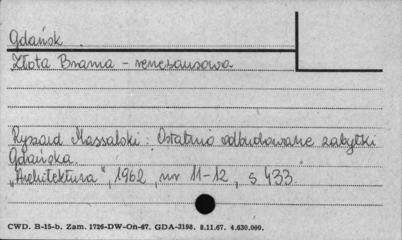 Gdańsk
Złota Brama - renezansowa
Ryszard Massalski: Ostatnio odbudowane zabytki
Gdańska.
„Architektura", 1962, nr 11-12, s 433.
CWD. B-15-b. Zam. 1726-DW-On-67. GDA-3198. 8.11.67. 4.630.000.